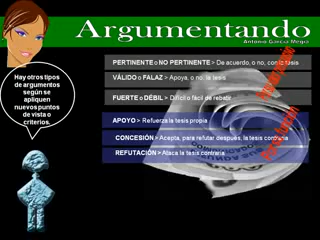 Argumentando
Antonio García Megía
PERTINENTE o NO PERTINENTE > De acuerdo, o no, con la tesis
VÁLIDO o FALAZ > Apoya, o no, la tesis
FUERTE o DÉBIL > Difícil o fácil de rebatir
Hay otros tipos
de argumentos
según se
apliquen
nuevos puntos
de vista o
criterios.
APOYO > Refuerza la tesis propia
CONCESIÓN > Acepta, para refutar después, la tesis contraria
REFUTACIÓN > Ataca la tesis contraria